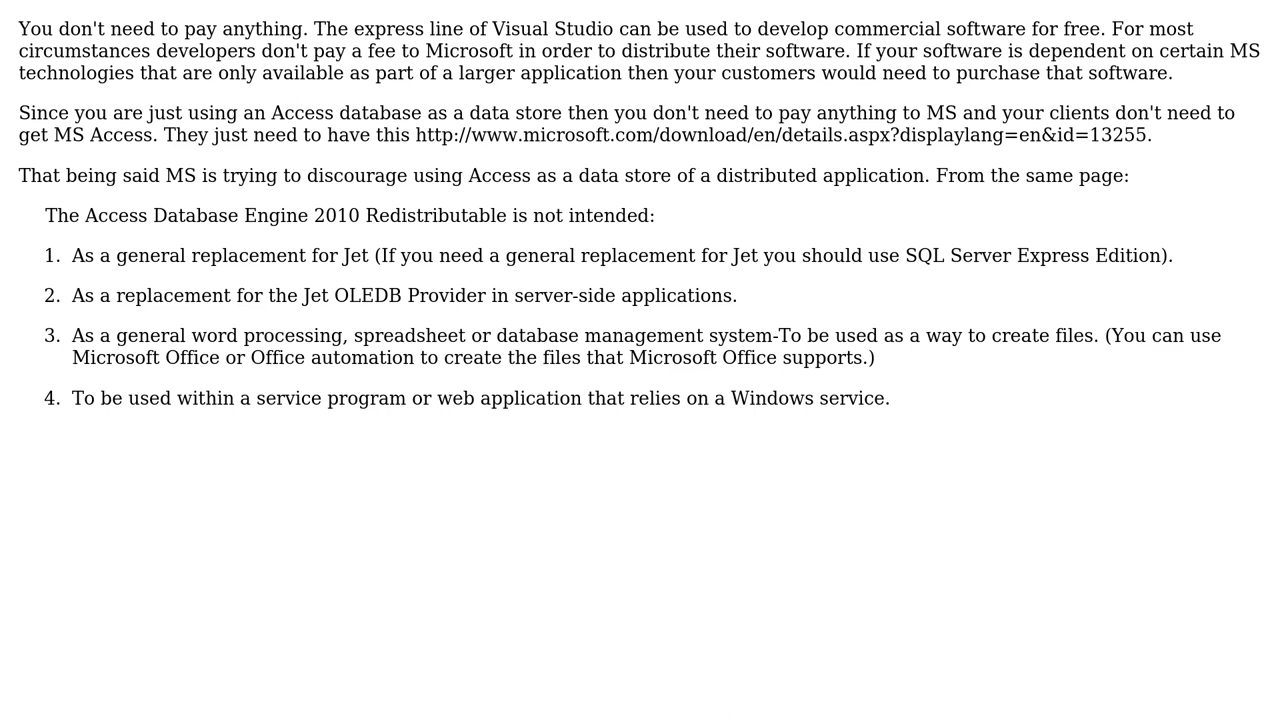 You don't need to pay anything. The express line of Visual Studio can be used to develop commercial software for free. For most
circumstances developers don't pay a fee to Microsoft in order to distribute their software. If your software is dependent on certain MS
technologies that are only available as part of a larger application then your customers would need to purchase that software.
Since you are just using an Access database as a data store then you don't need to pay anything to MS and your clients don't need to
get MS Access. They just need to have this http://www.microsoft.com/download/en/details.aspx?displaylang=en&id=13255.
That being said MS is trying to discourage using Access as a data store of a distributed application. From the same page:
The Access Database Engine 2010 Redistributable is not intended:
1. As a general replacement for Jet (If you need a general replacement for Jet you should use SQL Server Express Edition).
2. As a replacement for the Jet OLEDB Provider in server-side applications.
3. As a general word processing, spreadsheet or database management system-To be used as a way to create files. (You can use
Microsoft Office or Office automation to create the files that Microsoft Office supports.)
4. To be used within a service program or web application that relies on a Windows service.